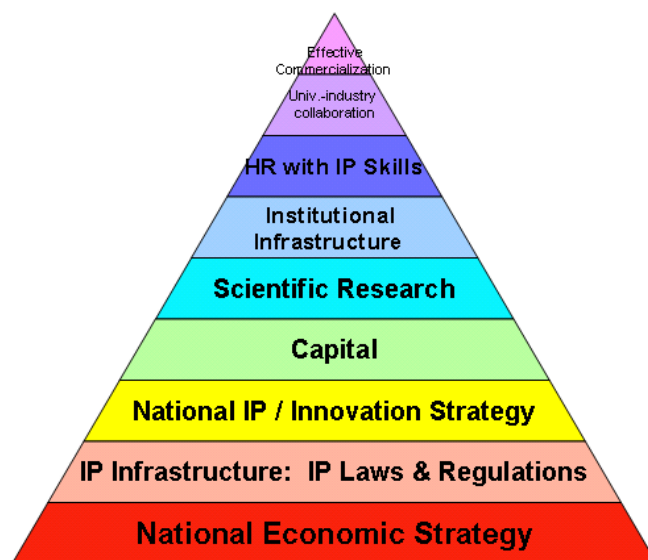 Effective
Commercialization
Univ.-industry
collaboration
HR with IP Skills
Institutional
Infrastructure
Scientific Research
Capital
National IP / Innovation Strategy
IP Infrastructure: IP Laws & Regulations
National Economic Strategy